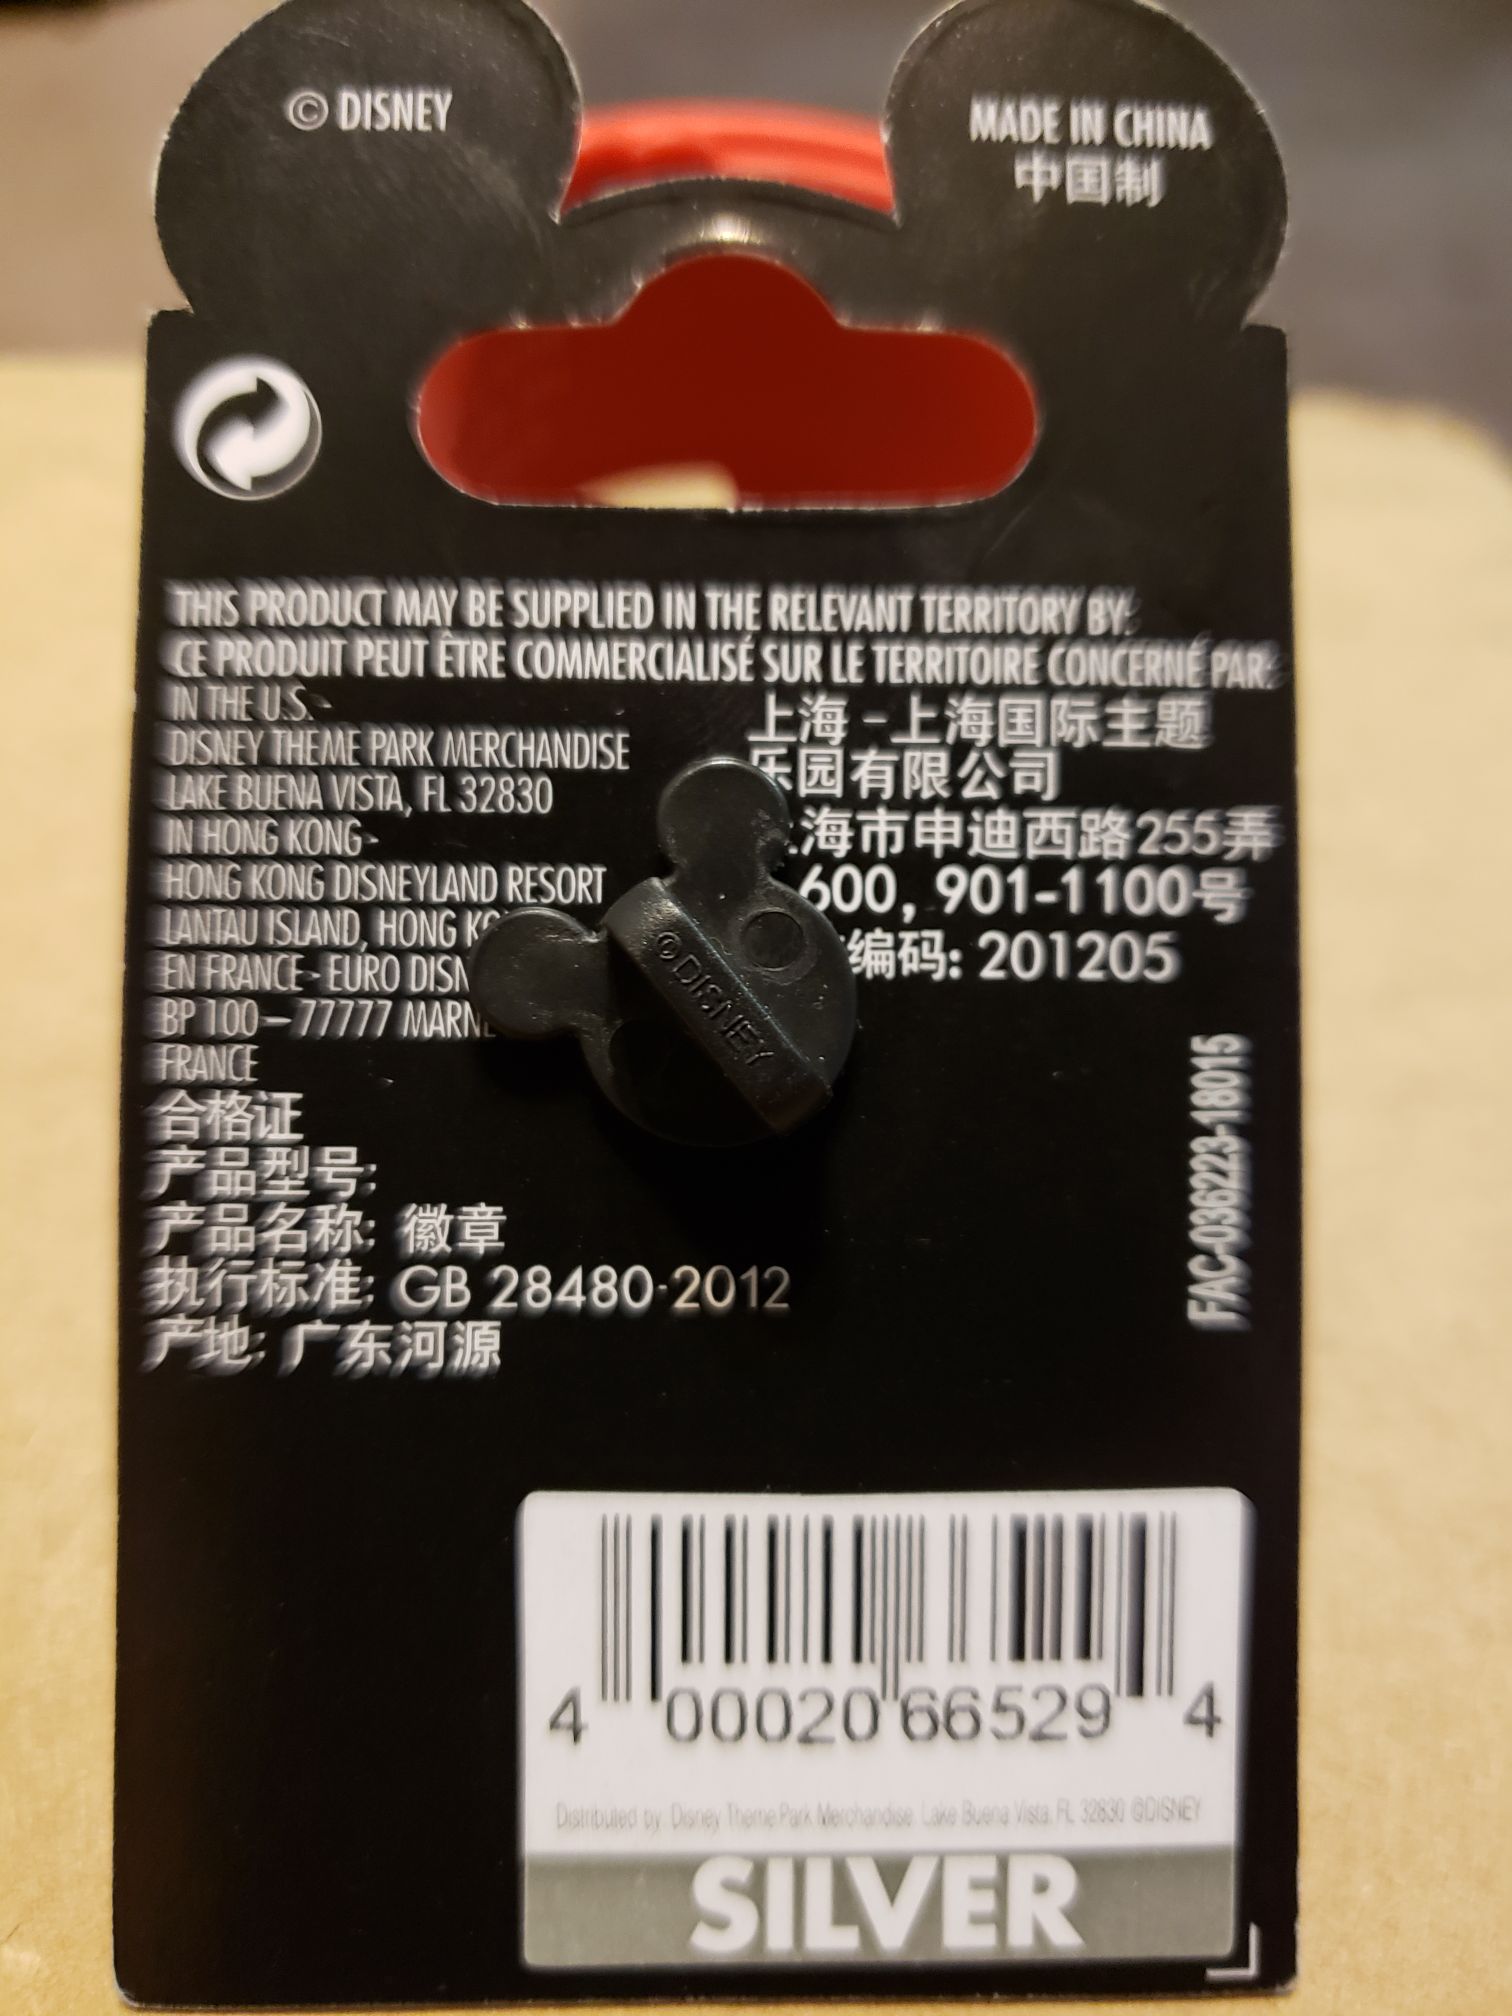 © DISNEY
MADE IN CHINA
中国制
THIS PRODUCT MAY BE SUPPLIED IN THE RELEVANT TERRITORY BY:
CE PRODUIT PEUT ÊTRE COMMERCIALISÉ SUR LE TERRITOIRE CONCERNÉ PAR:
IN THE U.S. -
DISNEY THEME PARK MERCHANDISE
LAKE BUENA VISTA, FL 32830
IN HONG KONG -
HONG KONG DISNEYLAND RESORT
LANTAU ISLAND, HONG
EN FRANCE - EURO
BP 100 – 77777
FRANCE
合格证
产品型号:
产品名称: 徽章
执行标准: GB 28480-2012
产地: 广东河源
上海 - 上海国际主题
乐园有限公司
海市申迪西路255弄
600, 901-1100号
编码: 201205
© DISNEY
FAC-036223-18015
4 00020 66529 4
Distributed by: Disney Theme Park Merchandise Lake Buena Vista, FL 32830 ©DISNEY
SILVER